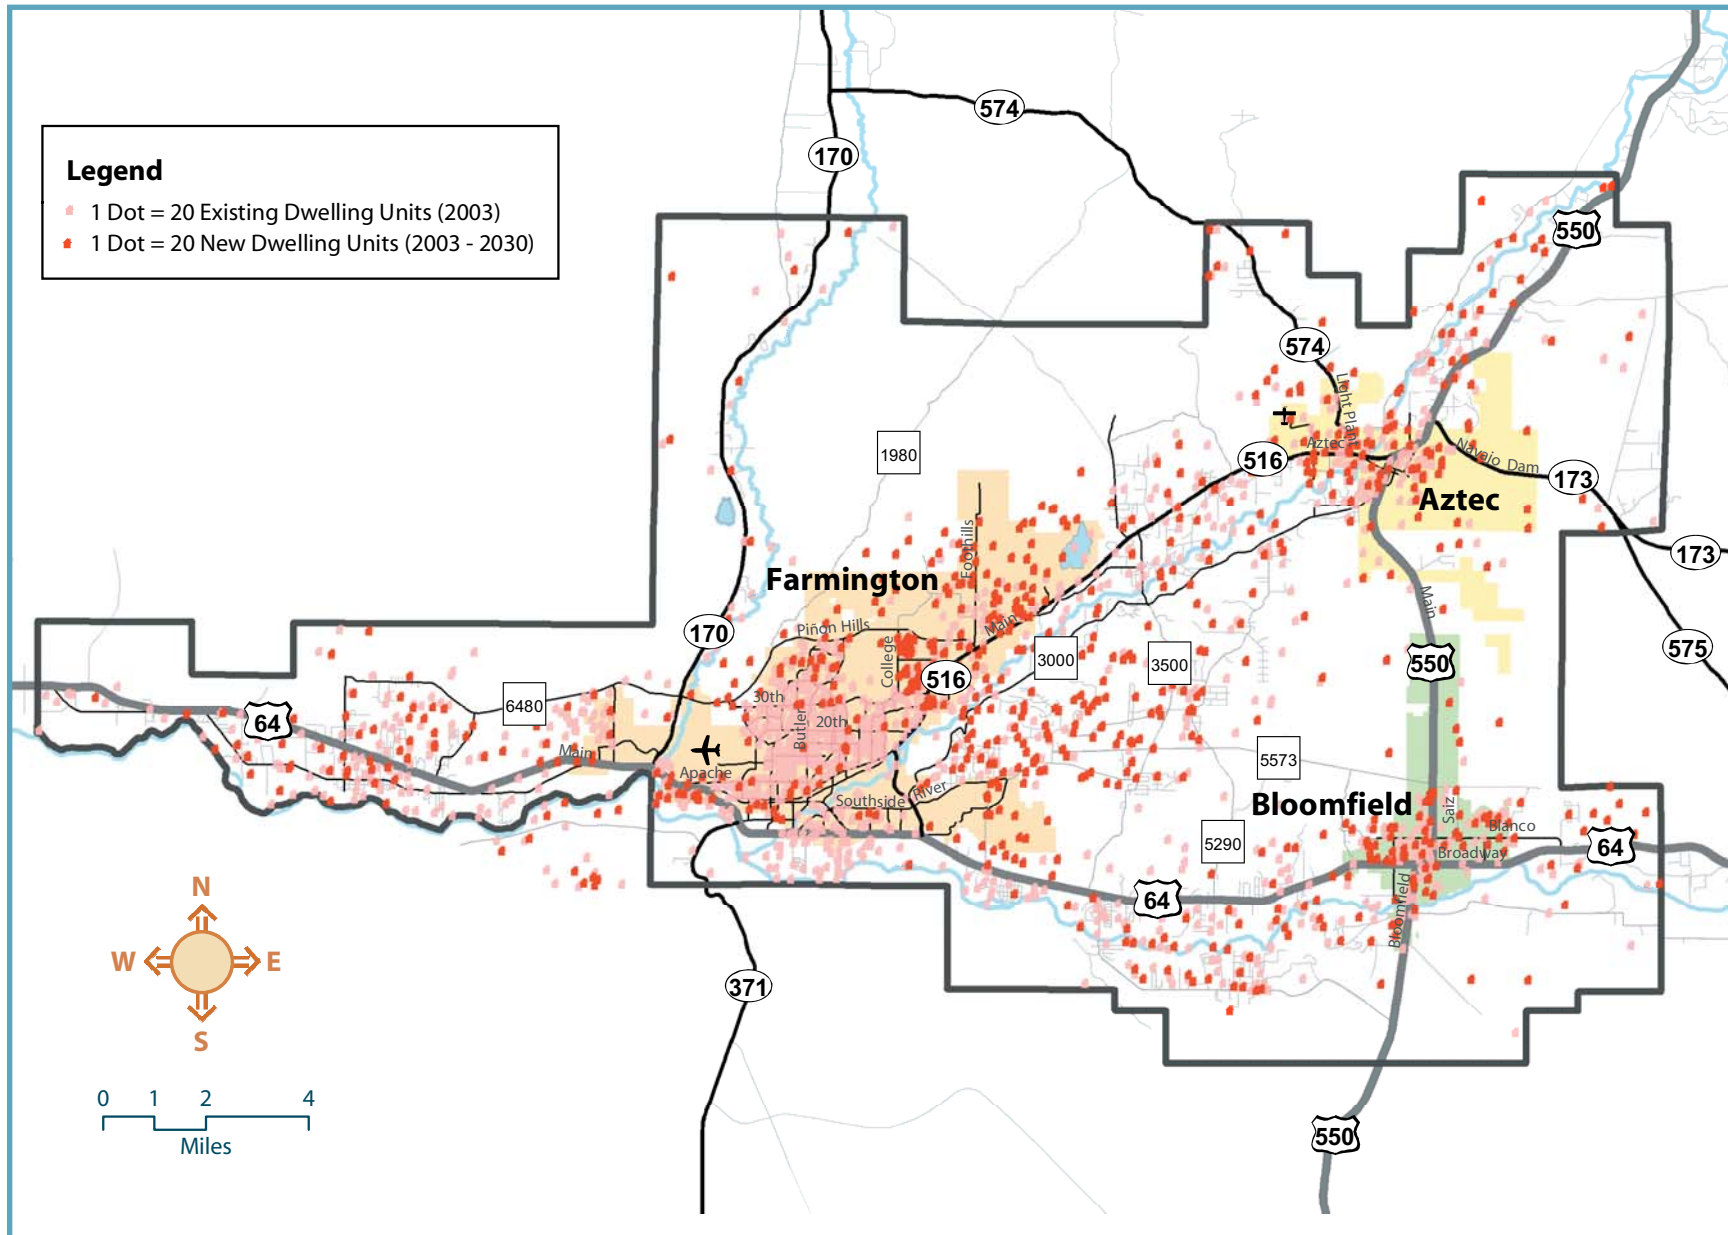 574
170
Legend
1 Dot = 20 Existing Dwelling Units (2003)
1 Dot = 20 New Dwelling Units (2003 - 2030)
550
574
Light Plant
1980
Aztec
516
Navajo Dam
173
Aztec
Foothills
173
Farmington
Main
Piñon Hills
Main
170
College
3000
3500
550
575
516
30th
6480
64
Butler
20th
Main
5573
Apache
Southside
River
Bloomfield
Saiz
Blanco
5290
Broadway
64
64
Bloomfield
N
W
E
S
371
0 1 2 4
Miles
550